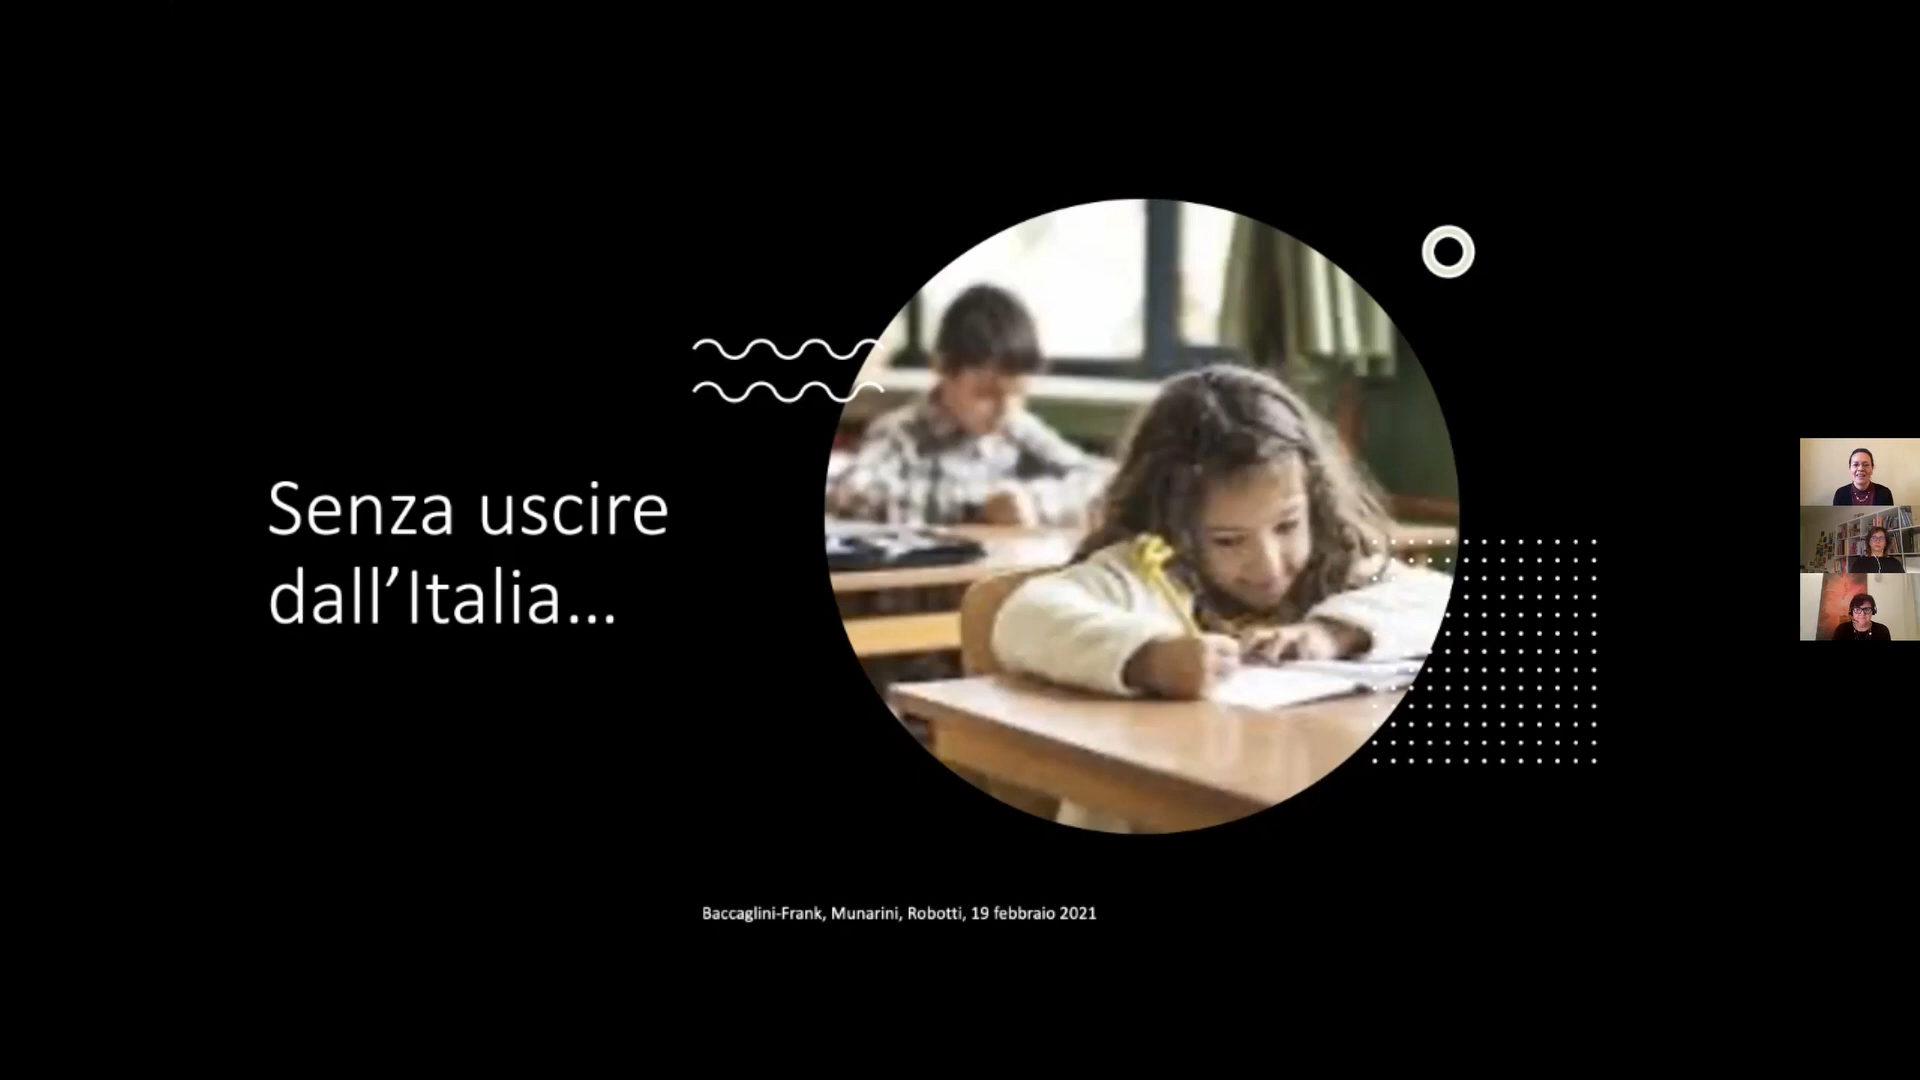 Senza uscire
dall’Italia...
Baccaglini-Frank, Munarini, Robotti, 19 febbraio 2021